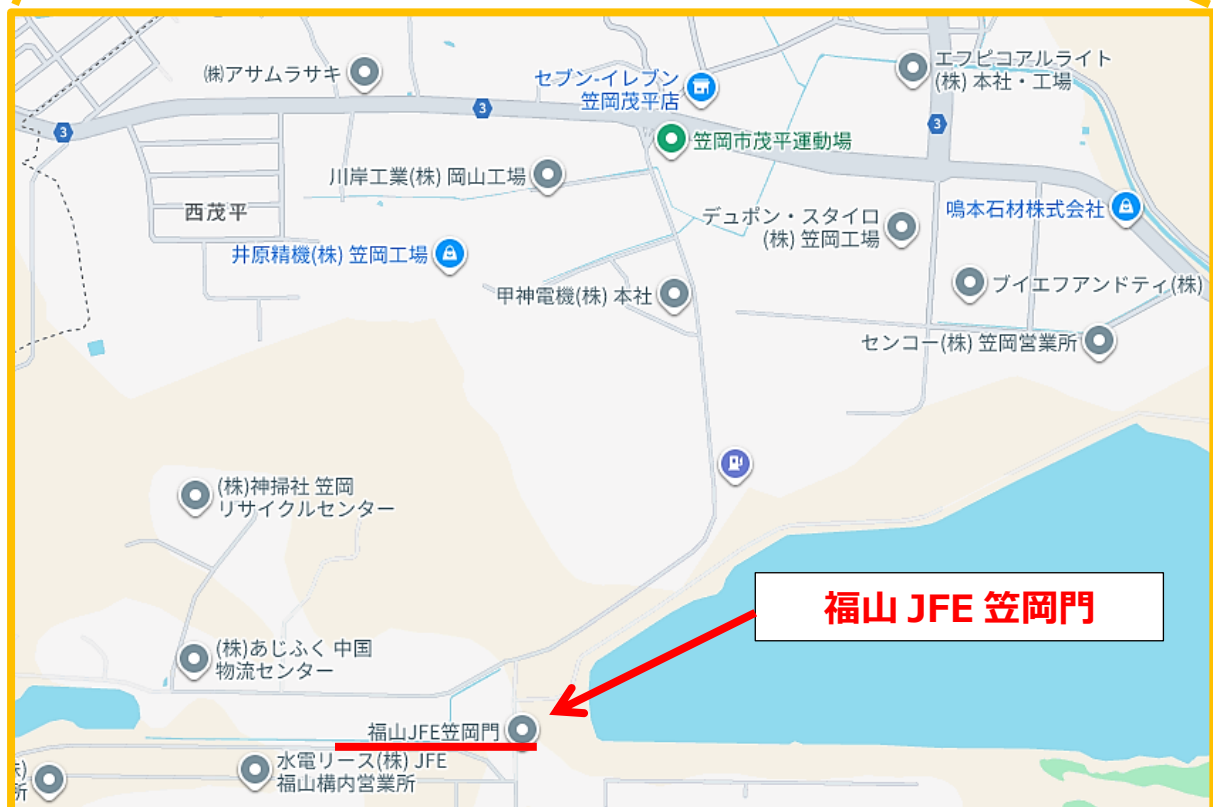 (株)アサムラサキ
セブン-イレブン
笠岡茂平店
エフピコアルライト
(株) 本社・工場
3
3
3
笠岡市茂平運動場
川岸工業(株) 岡山工場
西茂平
デュポン・スタイロ
(株) 笠岡工場
鳴本石材株式会社
井原精機(株) 笠岡工場
甲神電機(株) 本社
ブイエフアンドティ(株)
センコー(株) 笠岡営業所
(株)神掃社 笠岡
リサイクルセンター
福山 JFE 笠岡門
(株)あじふく 中国
物流センター
福山JFE笠岡門
水電リース(株) JFE
福山構内営業所
)
所